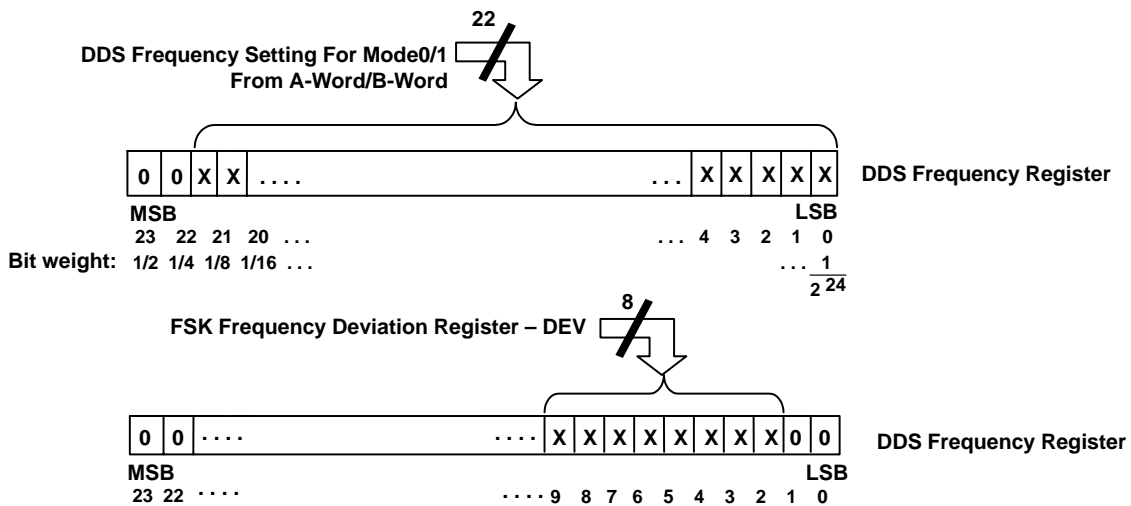 22
DDS Frequency Setting For Mode0/1
From A-Word/B-Word
0 0 X X .... ... X X X X X DDS Frequency Register
MSB LSB
23 22 21 20 ... ... 4 3 2 1 0
Bit weight: 1/2 1/4 1/8 1/16 ... ... 1
2 24
8
FSK Frequency Deviation Register – DEV
0 0 .... .... X X X X X X X X 0 0 DDS Frequency Register
MSB LSB
23 22 .... .... 9 8 7 6 5 4 3 2 1 0